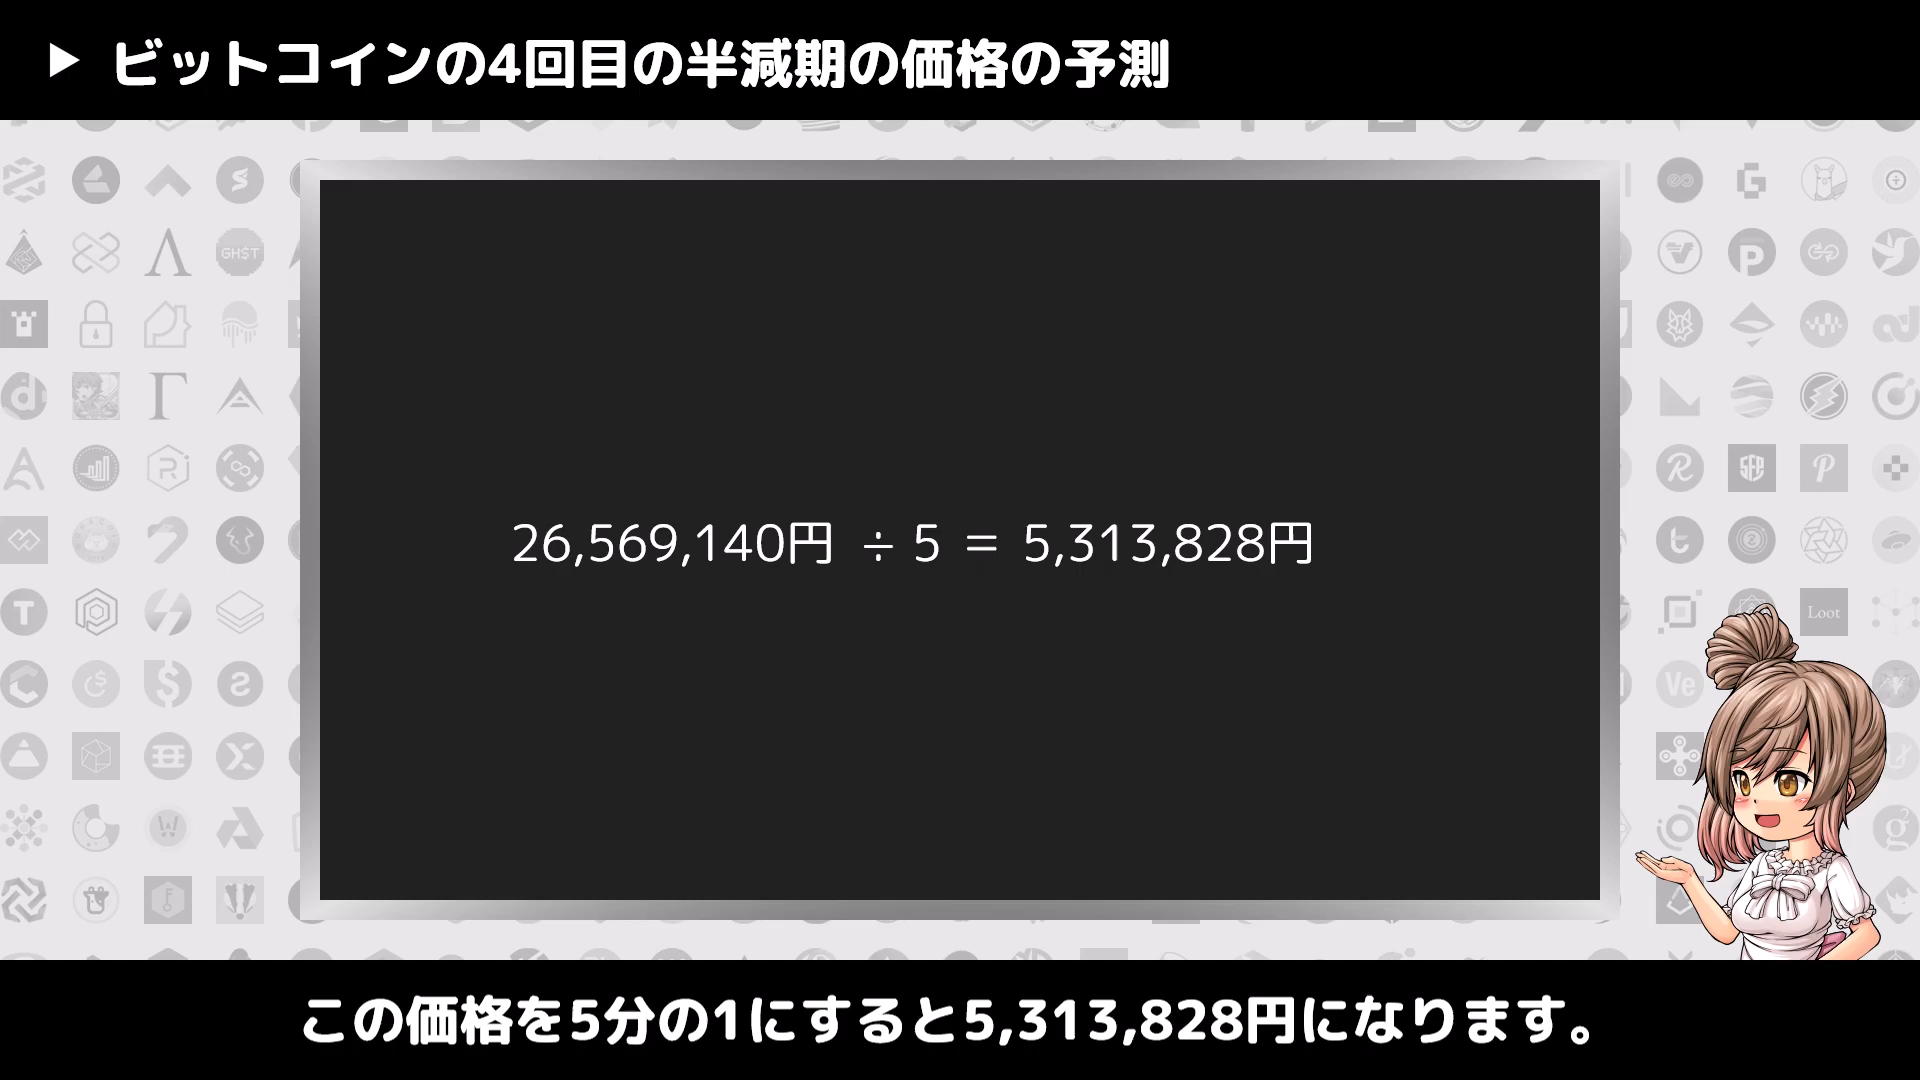 ▶ ビットコインの4回目の半減期の価格の予測
GH$T
26,569,140円 ÷ 5 = 5,313,828円
Loot
Ve
この価格を5分の1にすると5,313,828円になります。